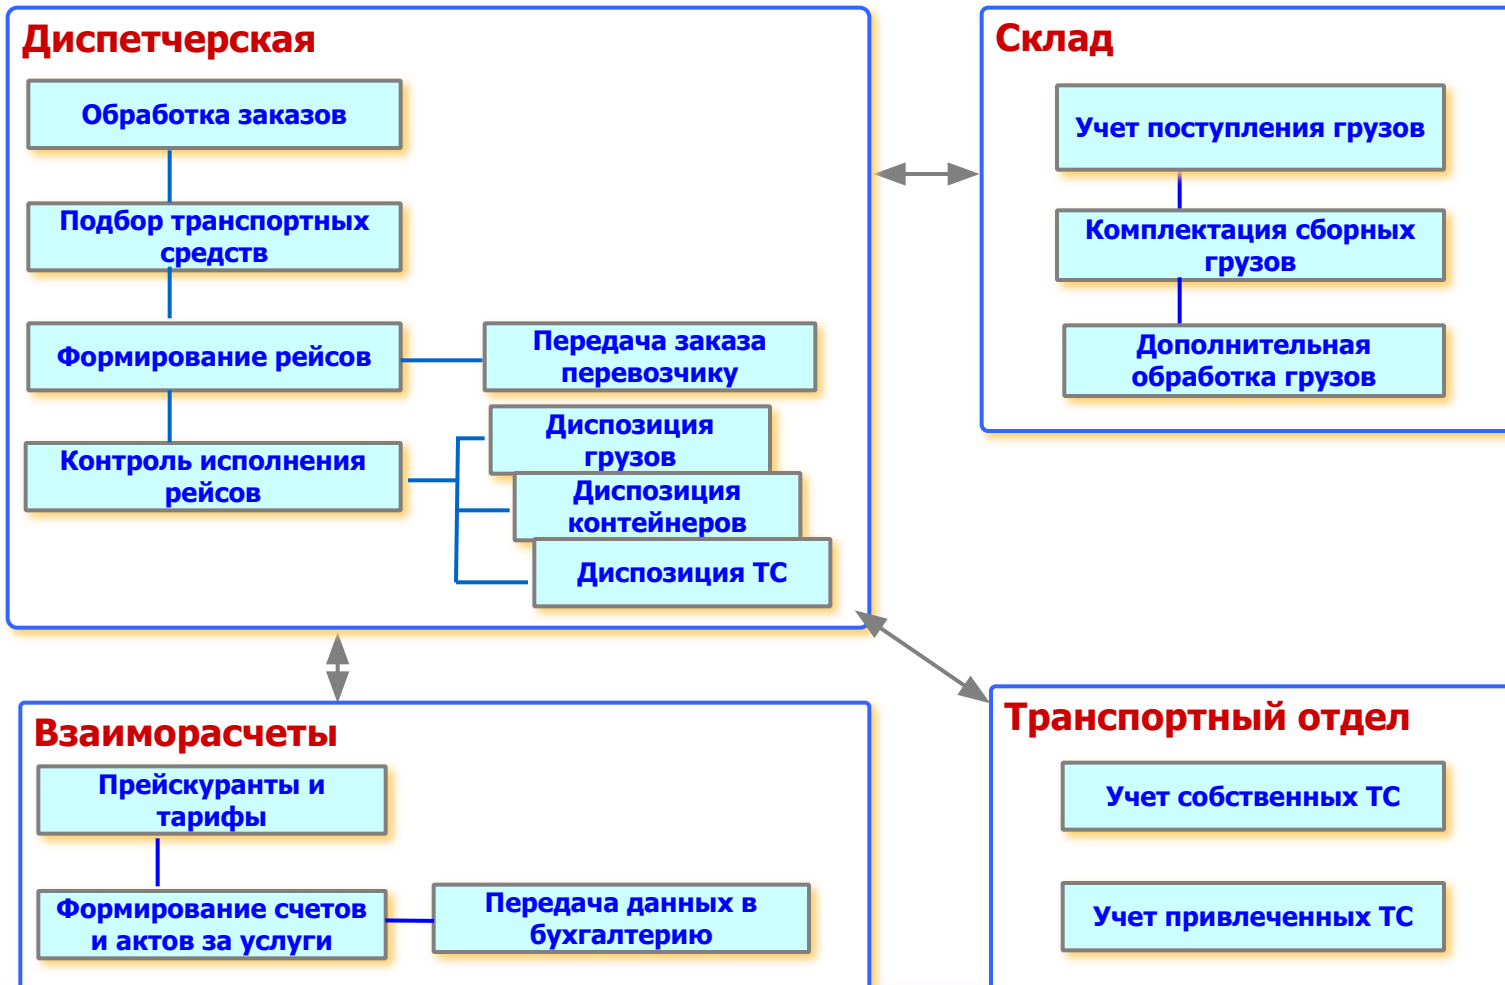 Диспетчерская
Обработка заказов
Подбор транспортных
средств
Формирование рейсов
Передача заказа
перевозчику
Контроль исполнения
рейсов
Диспозиция
грузов
Диспозиция
контейнеров
Диспозиция ТС
Склад
Учет поступления грузов
Комплектация сборных
грузов
Дополнительная
обработка грузов
Взаиморасчеты
Прейскуранты и
тарифы
Формирование счетов
и актов за услуги
Передача данных в
бухгалтерию
Транспортный отдел
Учет собственных ТС
Учет привлеченных ТС